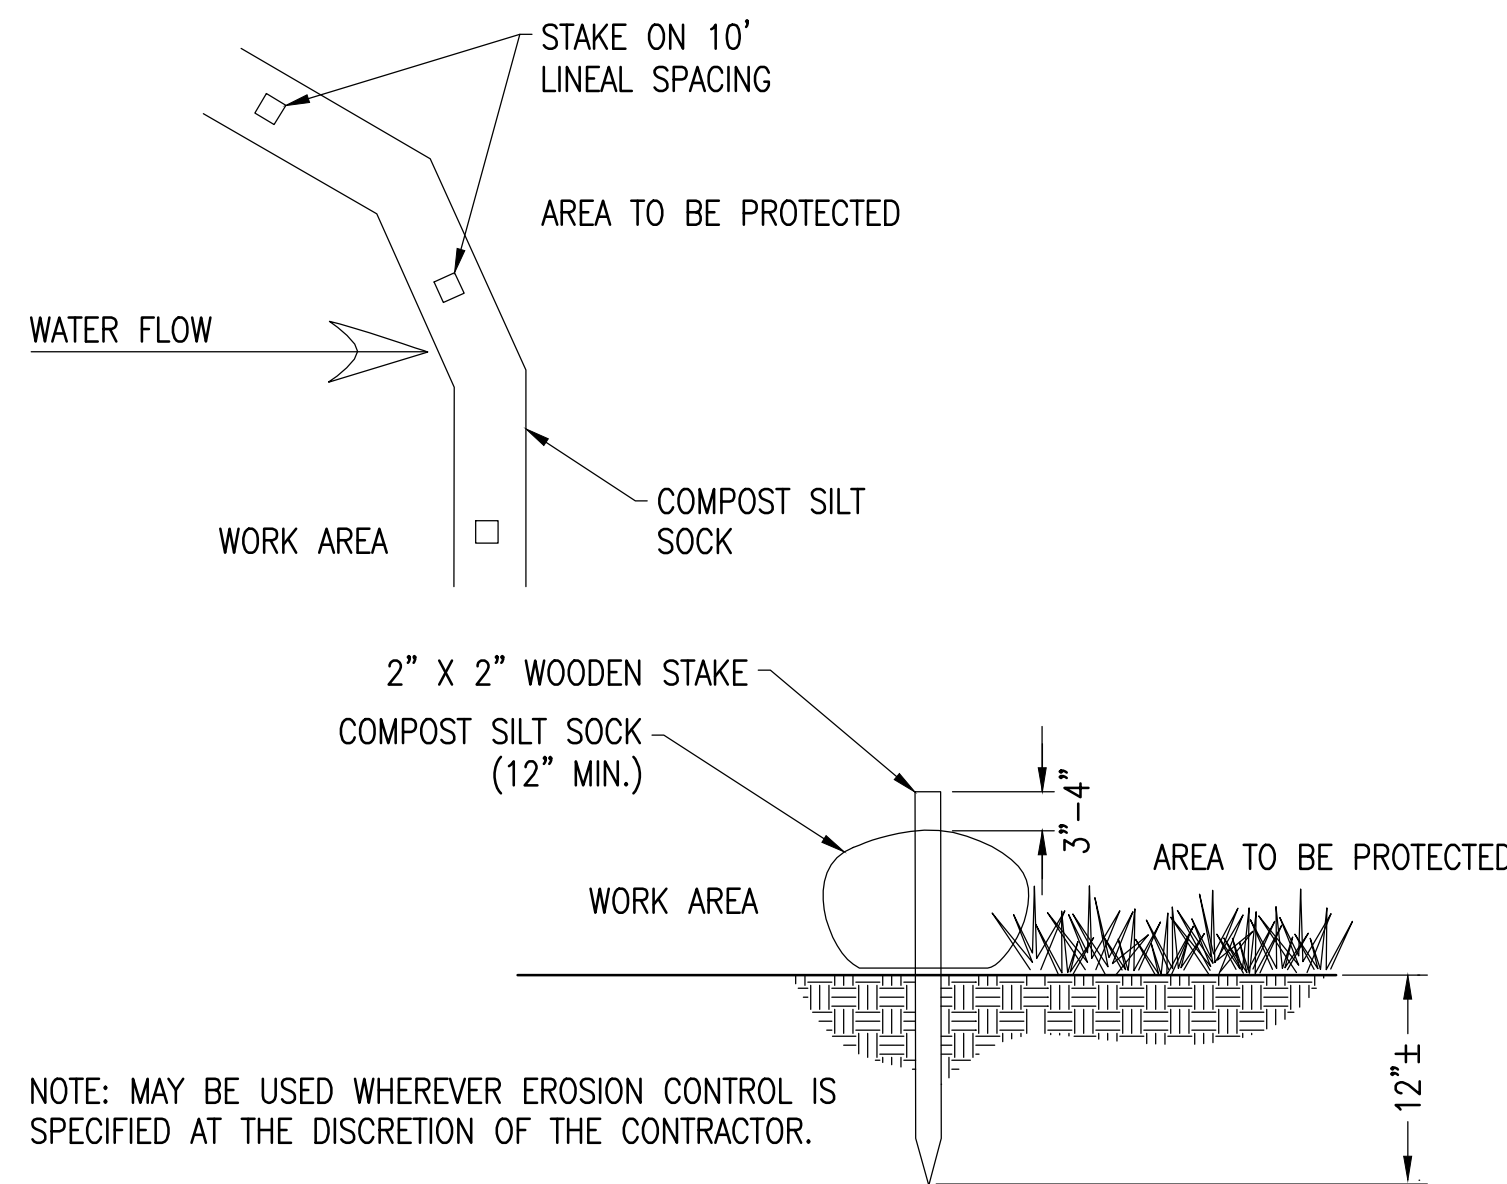 STAKE ON 10'
LINEAL SPACING
AREA TO BE PROTECTED
WATER FLOW
COMPOST SILT
SOCK
WORK AREA
2" X 2" WOODEN STAKE
COMPOST SILT SOCK
(12" MIN.)
3"-4"
AREA TO BE PROTECTED
WORK AREA
12"±
NOTE: MAY BE USED WHEREVER EROSION CONTROL IS
SPECIFIED AT THE DISCRETION OF THE CONTRACTOR.